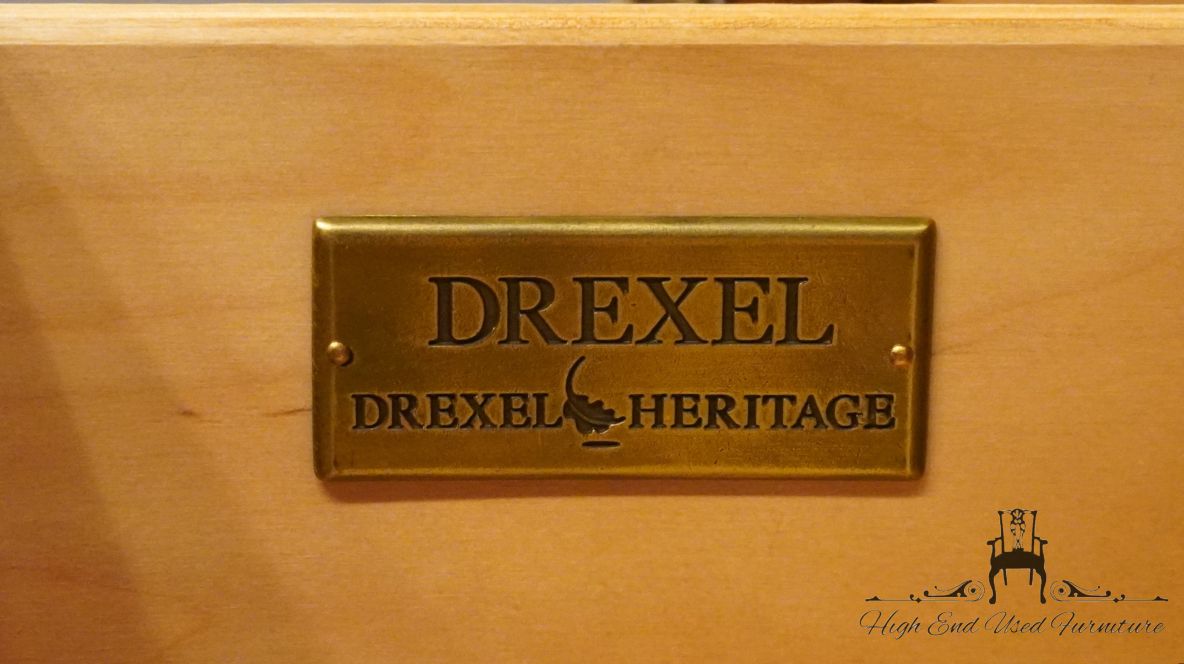 DREXEL
DREXEL HERITAGE
High End Used Furniture